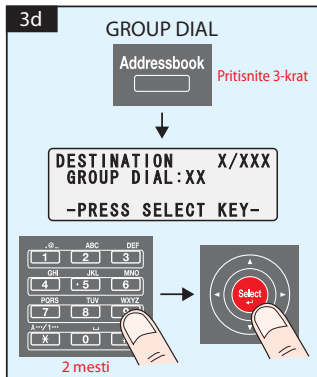 3d
GROUP DIAL
Addressbook
Pritisnite 3-krat
DESTINATION X/XXX
GROUP DIAL:XX
-PRESS SELECT KEY-
.@_ ABC DEF
1 2 3
GHI JKL MNO
4 ·5 6
PQRS TUV WXYZ
7 8 9
A···/1···
* 0
Select
2 mesti